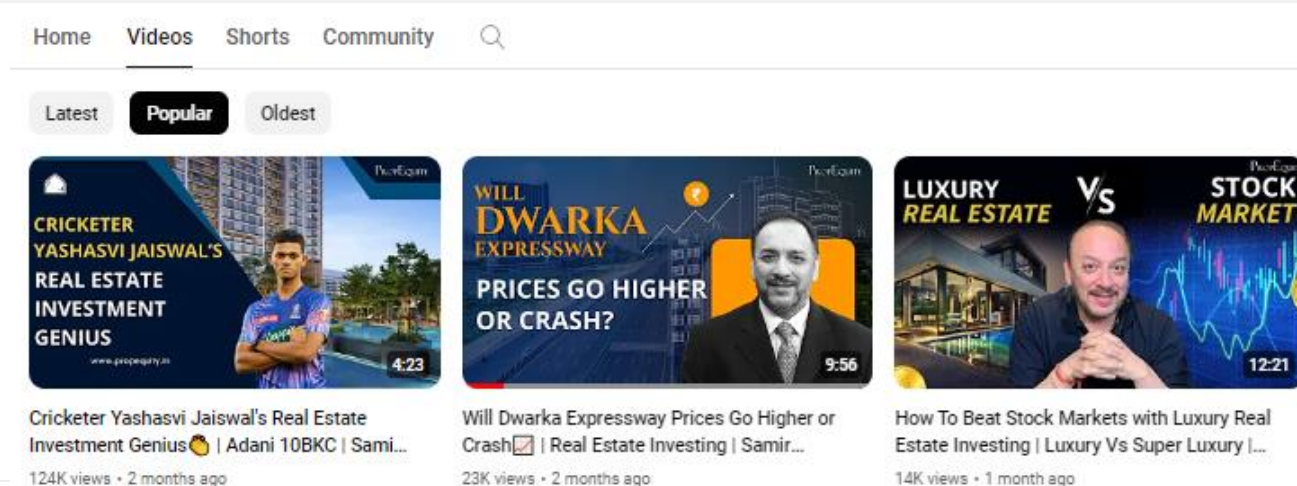 Home Videos Shorts Community
Latest Popular Oldest
CRICKETER
YASHASVI JAISWAL'S
REAL ESTATE
INVESTMENT
GENIUS
www.propequity.in
PropEquity
4:23
WILL
DWARKA
EXPRESSWAY
PRICES GO HIGHER
OR CRASH?
PropEquity
9:56
LUXURY
REAL ESTATE
VS
STOCK
MARKET
12:21
Cricketer Yashasvi Jaiswal's Real Estate
Investment Genius👏 | Adani 10BKC | Sami...
124K views • 2 months ago
Will Dwarka Expressway Prices Go Higher or
Crash📈 | Real Estate Investing | Samir...
23K views • 2 months ago
How To Beat Stock Markets with Luxury Real
Estate Investing | Luxury Vs Super Luxury |...
14K views • 1 month ago